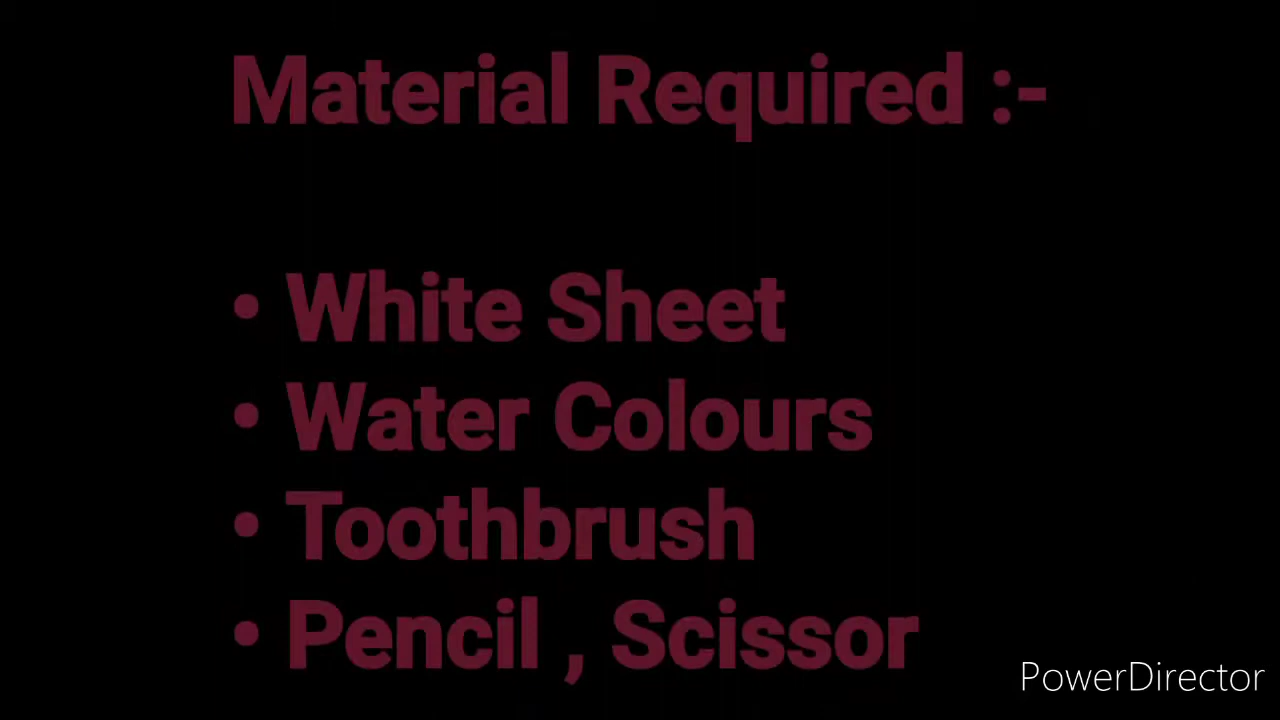 Material Required :-
• White Sheet
• Water Colours
• Toothbrush
• Pencil , Scissor
PowerDirector